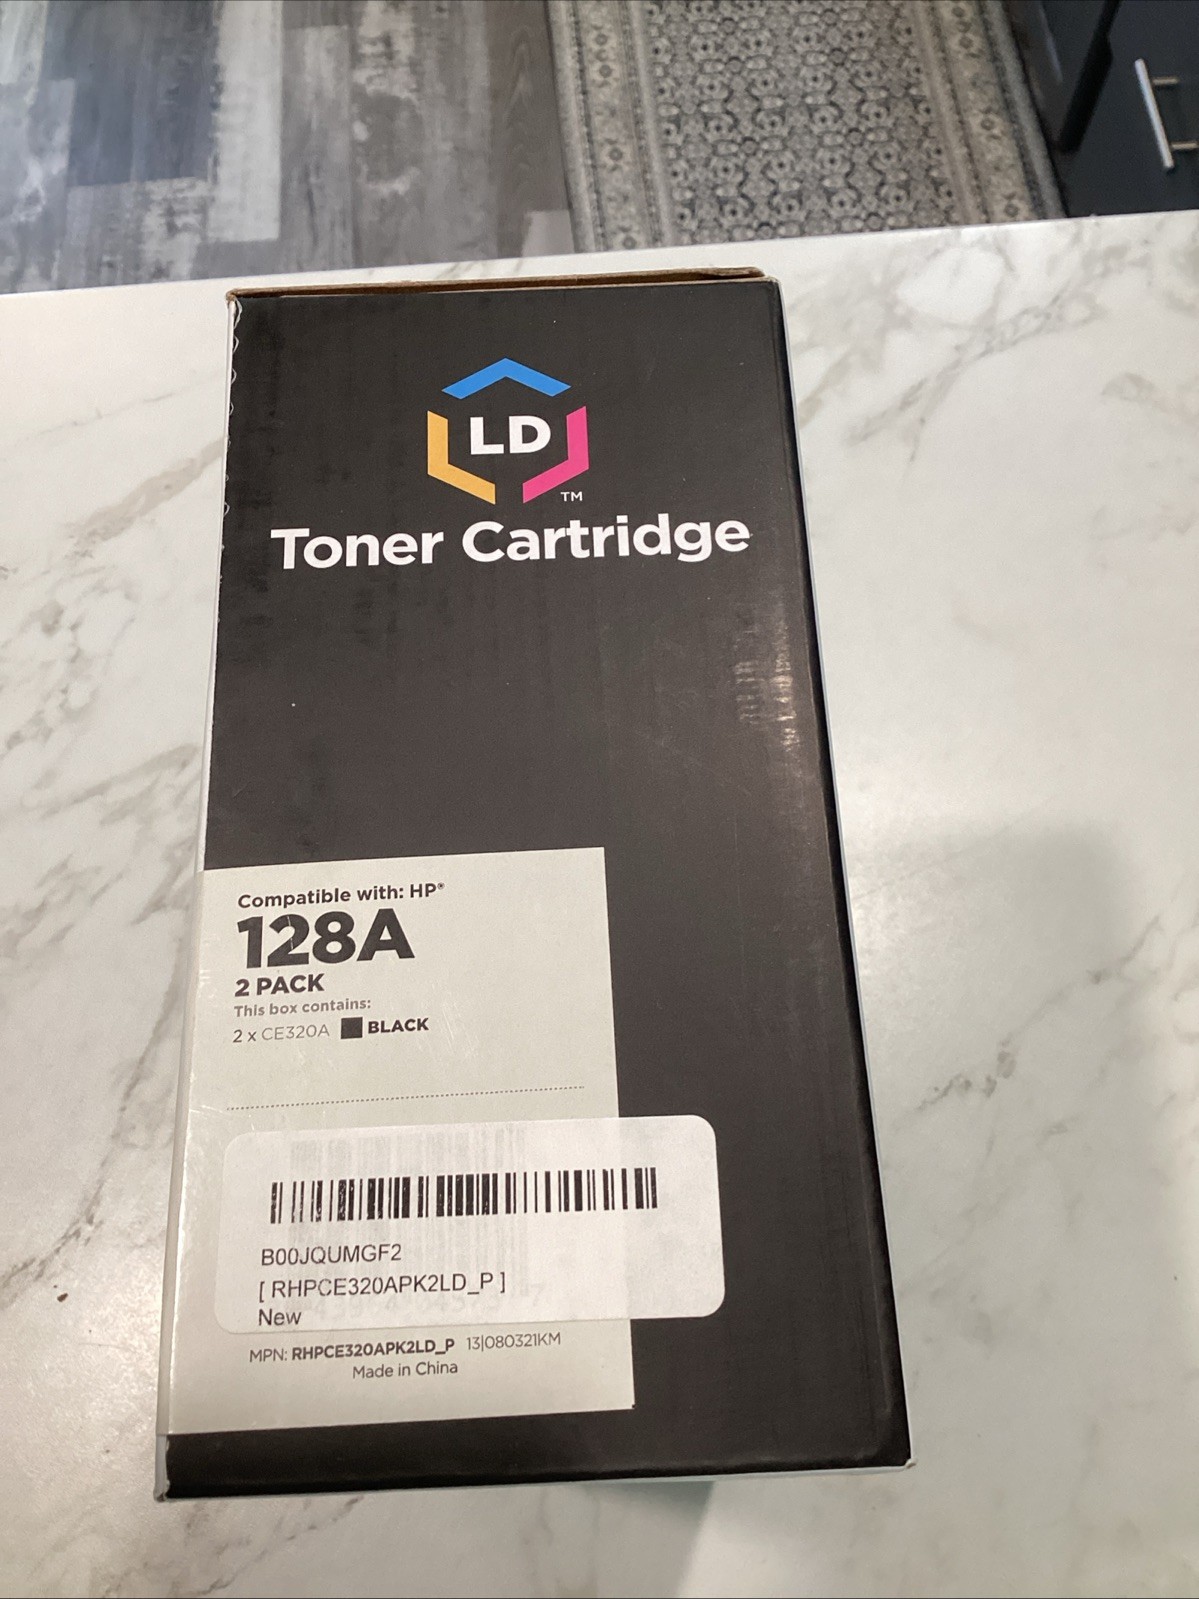 LD
TM
Toner Cartridge
Compatible with: HP®
128A
2 PACK
This box contains:
2 x CE320A BLACK
B00JQUMGF2
[ RHPCE320APK2LD_P ]
New
MPN: RHPCE320APK2LD_P 13|080321KM
Made in China